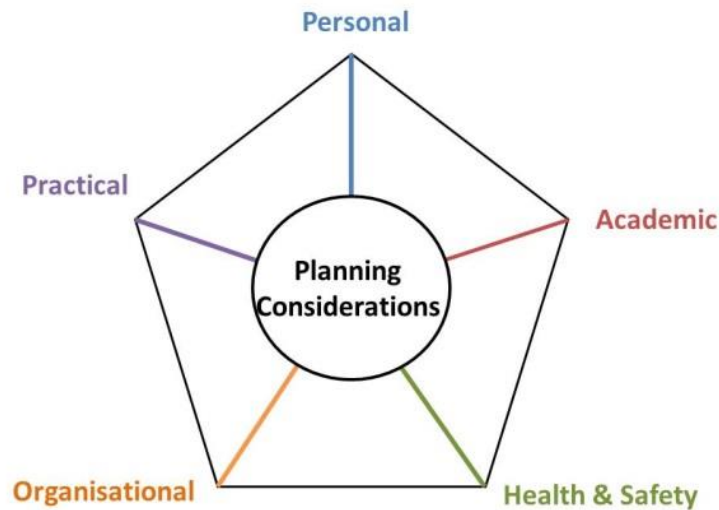 Personal
Practical
Academic
Planning
Considerations
Organisational
Health & Safety